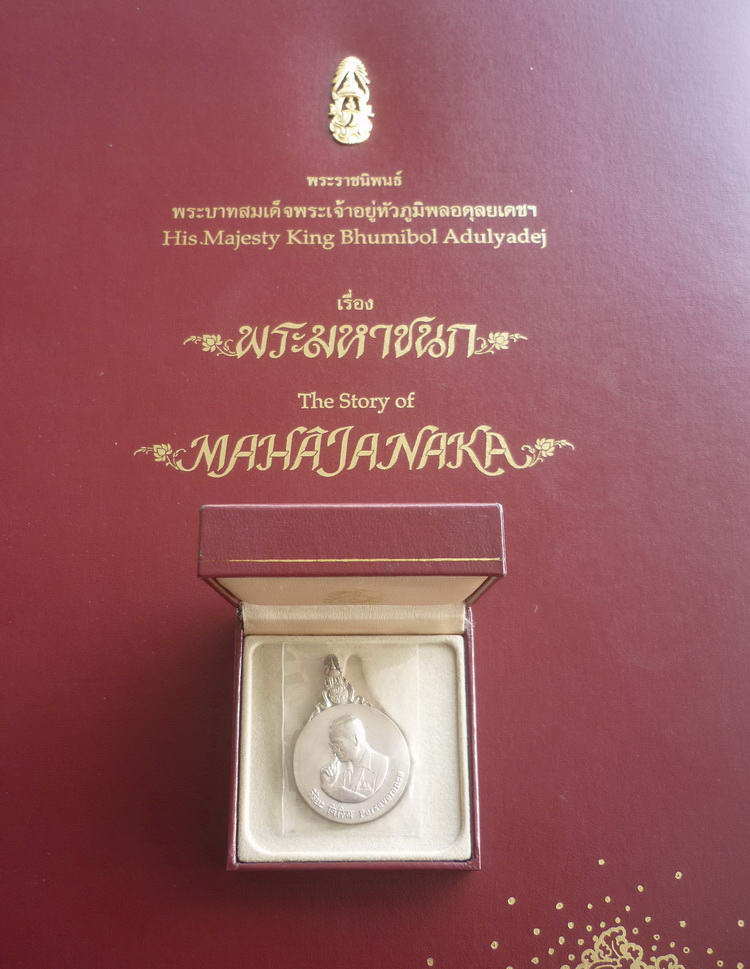 พระราชนิพนธ์
พระบาทสมเด็จพระเจ้าอยู่หัวภูมิพลอดุลยเดชฯ
His Majesty King Bhumibol Adulyadej
เรื่อง
พระมหาชนก
The Story of
MAHĀJANAKA
Perseverance